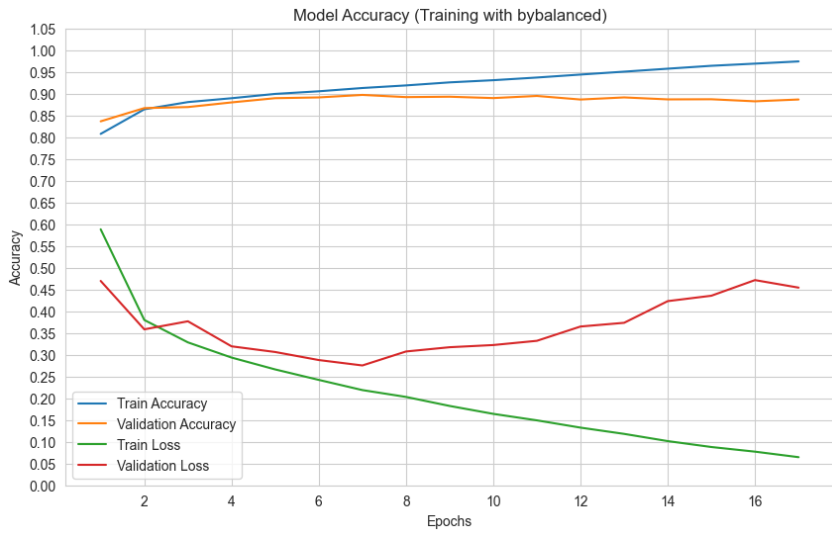 Model Accuracy (Training with bybalanced)
1.05
1.00
0.95
0.90
0.85
0.80
0.75
0.70
0.65
0.60
0.55
0.50
0.45
0.40
0.35
0.30
0.25
0.20
0.15
0.10
0.05
0.00
Accuracy
Train Accuracy
Validation Accuracy
Train Loss
Validation Loss
2 4 6 8 10 12 14 16
Epochs